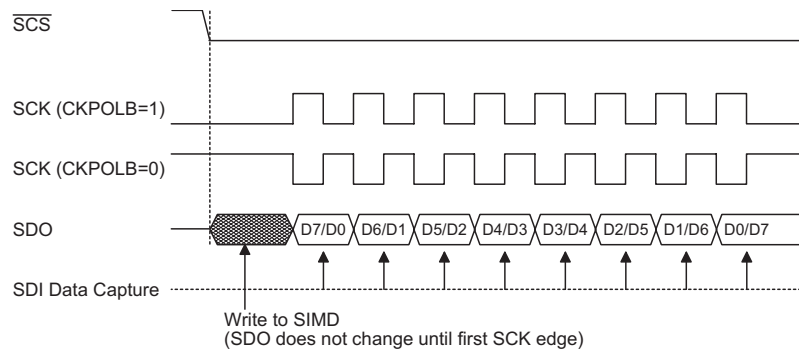 SCS
SCK (CKPOLB=1)
SCK (CKPOLB=0)
SDO
D7/D0 D6/D1 D5/D2 D4/D3 D3/D4 D2/D5 D1/D6 D0/D7
SDI Data Capture
Write to SIMD
(SDO does not change until first SCK edge)